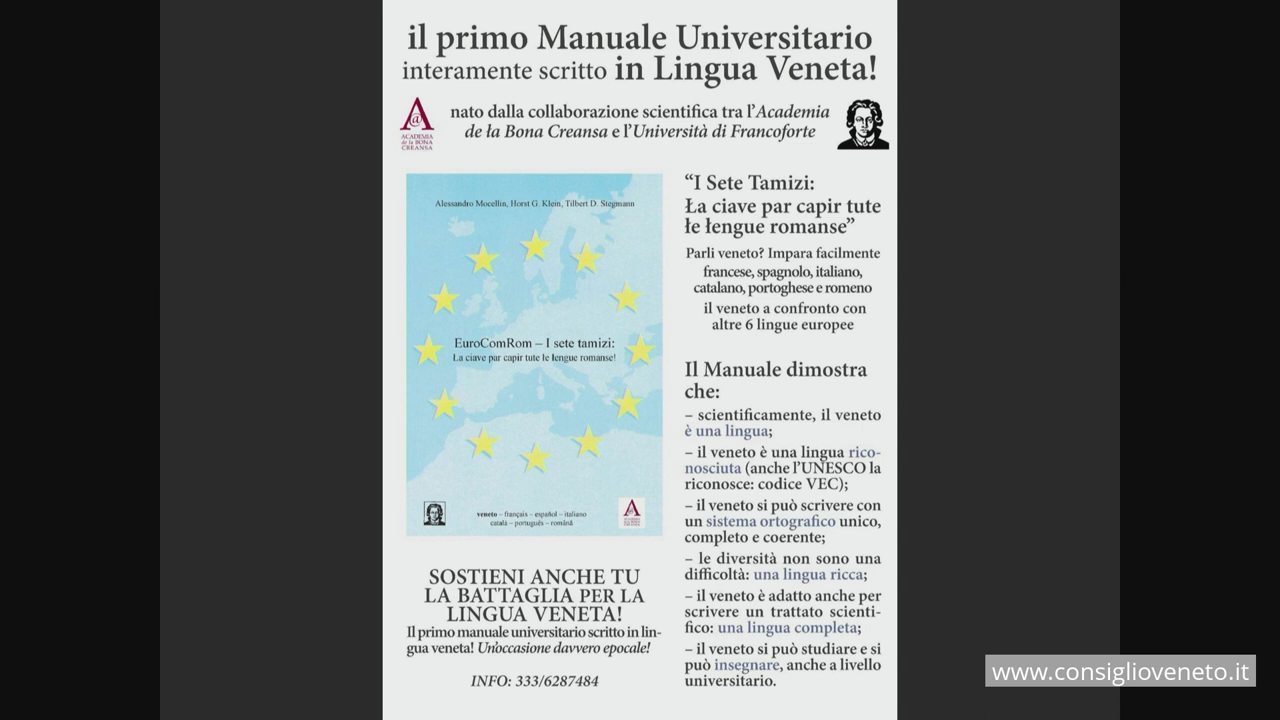 il primo Manuale Universitario
interamente scritto in Lingua Veneta!
nato dalla collaborazione scientifica tra l'Academia
de la Bona Creansa e l'Università di Francoforte
A@
ACADEMIA
de la BONA
CREANSA
Alessandro Mocellin, Horst G. Klein, Tilbert D. Stegmann
EuroComRom – I sete tamizi:
La ciave par capir tute łe łengue romanse!
veneto – français – español – italiano
català – português – română
“I Sete Tamizi:
Ła ciave par capir tute
łe łengue romanse”
Parli veneto? Impara facilmente
francese, spagnolo, italiano,
catalano, portoghese e romeno
il veneto a confronto con
altre 6 lingue europee
Il Manuale dimostra
che:
– scientificamente, il veneto
è una lingua;
– il veneto è una lingua rico-
nosciuta (anche l'UNESCO la
riconosce: codice VEC);
– il veneto si può scrivere con
un sistema ortografico unico,
completo e coerente;
– le diversità non sono una
difficoltà: una lingua ricca;
– il veneto è adatto anche per
scrivere un trattato scienti-
fico: una lingua completa;
– il veneto si può studiare e si
può insegnare, anche a livello
universitario.
SOSTIENI ANCHE TU
LA BATTAGLIA PER LA
LINGUA VENETA!
Il primo manuale universitario scritto in lin-
gua veneta! Un'occasione davvero epocale!
INFO: 333/6287484
www.consiglioveneto.it